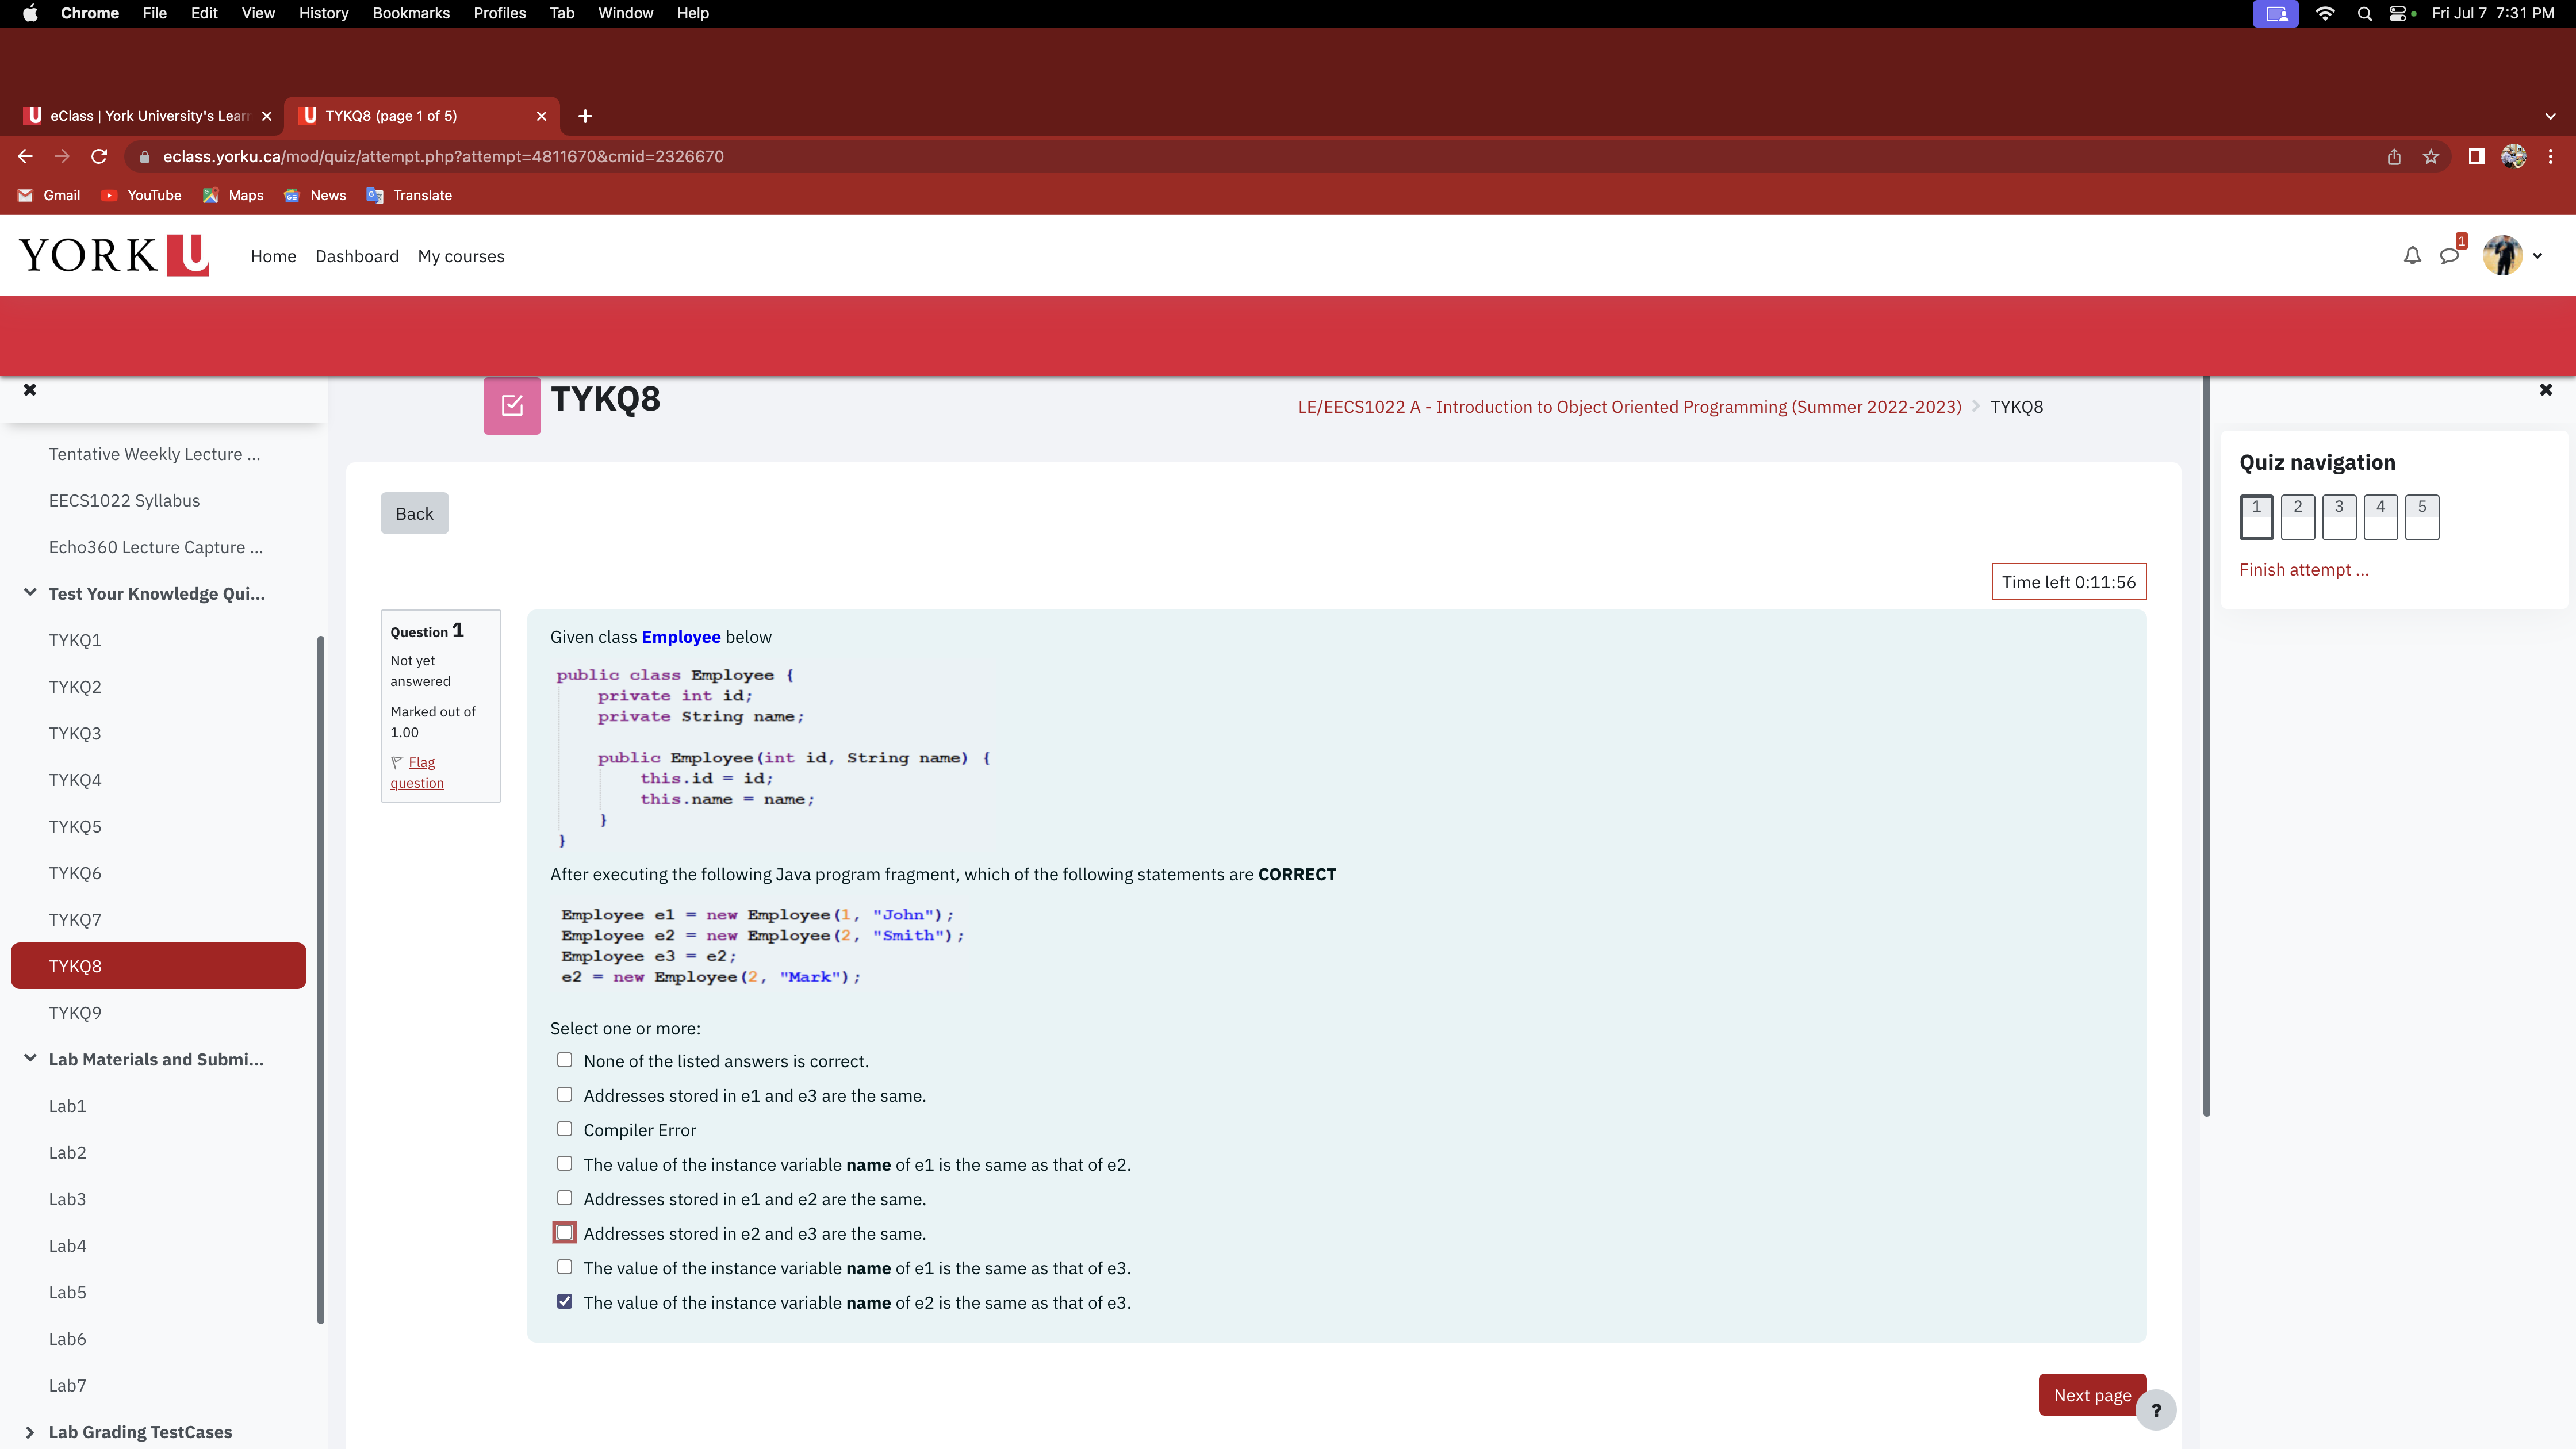 Chrome File Edit View History Bookmarks Profiles Tab Window Help Fri Jul 7 7:31 PM
eClass | York University's Lear
TYKQ8 (page 1 of 5)
eclass.yorku.ca/mod/quiz/attempt.php?attempt=4811670&cmid=2326670
Gmail YouTube Maps News Translate
YORK U Home Dashboard My courses 1
TYKQ8
LE/EECS1022 A - Introduction to Object Oriented Programming (Summer 2022-2023) TYKQ8
Tentative Weekly Lecture ...
EECS1022 Syllabus
Echo360 Lecture Capture ...
Test Your Knowledge Qui...
TYKQ1
TYKQ2
TYKQ3
TYKQ4
TYKQ5
TYKQ6
TYKQ7
TYKQ8
TYKQ9
Lab Materials and Submi...
Lab1
Lab2
Lab3
Lab4
Lab5
Lab6
Lab7
Lab Grading TestCases
Back
Time left 0:11:56
Question 1
Not yet
answered
Marked out of
1.00
Flag
question
Given class Employee below
public class Employee {
private int id;
private String name;
public Employee(int id, String name) {
this.id = id;
this.name = name;
}
}
After executing the following Java program fragment, which of the following statements are CORRECT
Employee e1 = new Employee(1, "John");
Employee e2 = new Employee(2, "Smith");
Employee e3 = e2;
e2 = new Employee(2, "Mark");
Select one or more:
None of the listed answers is correct.
Addresses stored in e1 and e3 are the same.
Compiler Error
The value of the instance variable name of e1 is the same as that of e2.
Addresses stored in e1 and e2 are the same.
Addresses stored in e2 and e3 are the same.
The value of the instance variable name of e1 is the same as that of e3.
The value of the instance variable name of e2 is the same as that of e3.
Next page
?
Quiz navigation
1 2 3 4 5
Finish attempt ...